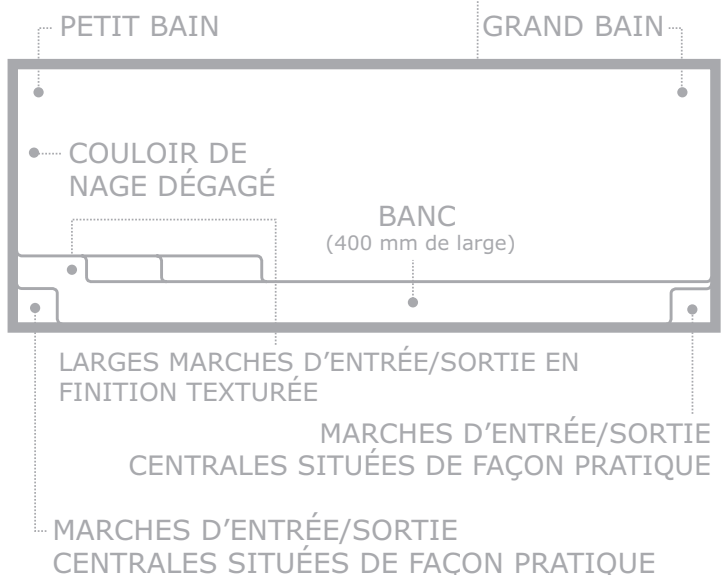 PETIT BAIN
GRAND BAIN
COULOIR DE
NAGE DÉGAGÉ
BANC
(400 mm de large)
LARGES MARCHES D’ENTRÉE/SORTIE EN
FINITION TEXTURÉE
MARCHES D’ENTRÉE/SORTIE
CENTRALES SITUÉES DE FAÇON PRATIQUE
MARCHES D’ENTRÉE/SORTIE
CENTRALES SITUÉES DE FAÇON PRATIQUE